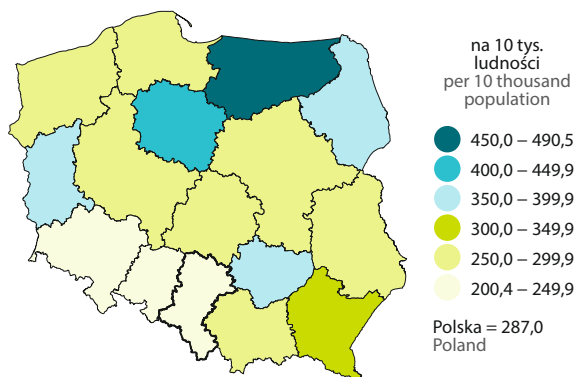 na 10 tys.
ludności
per 10 thousand
population
450,0 – 490,5
400,0 – 449,9
350,0 – 399,9
300,0 – 349,9
250,0 – 299,9
200,4 – 249,9
Polska = 287,0
Poland